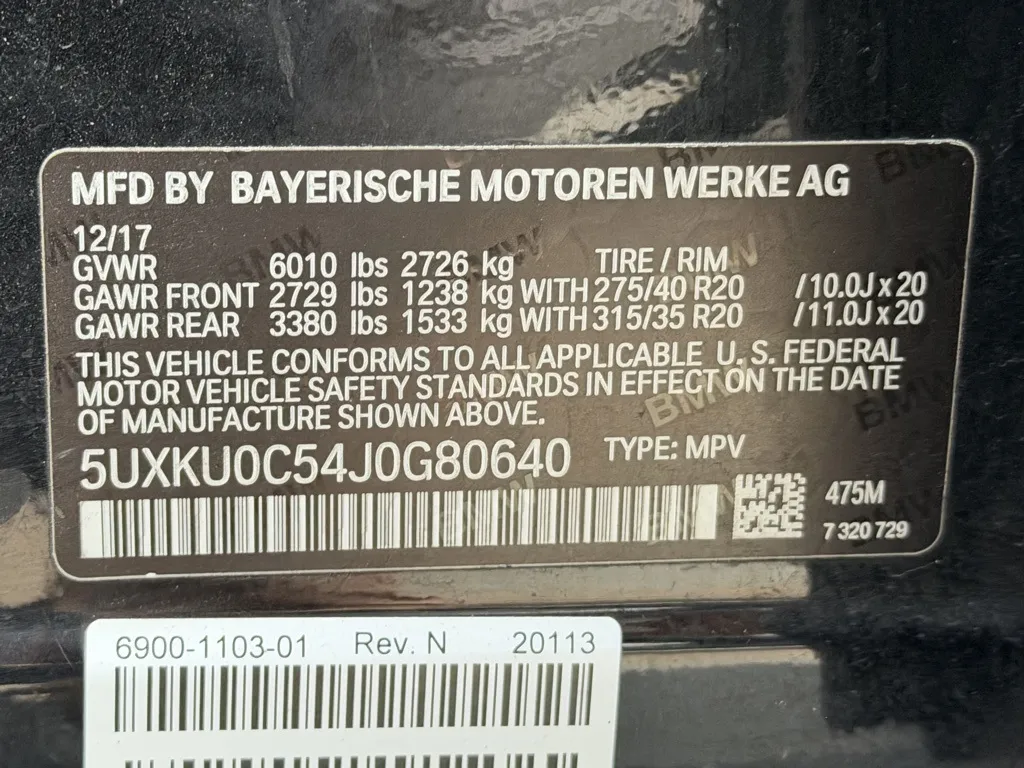 MFD BY BAYERISCHE MOTOREN WERKE AG
12/17
GVWR 6010 lbs 2726 kg TIRE / RIM
GAWR FRONT 2729 lbs 1238 kg WITH 275/40 R20 /10.0J x 20
GAWR REAR 3380 lbs 1533 kg WITH 315/35 R20 /11.0J x 20
THIS VEHICLE CONFORMS TO ALL APPLICABLE U. S. FEDERAL
MOTOR VEHICLE SAFETY STANDARDS IN EFFECT ON THE DATE
OF MANUFACTURE SHOWN ABOVE.
5UXKU0C54J0G80640 TYPE: MPV
475M
7 320 729
6900-1103-01 Rev. N 20113